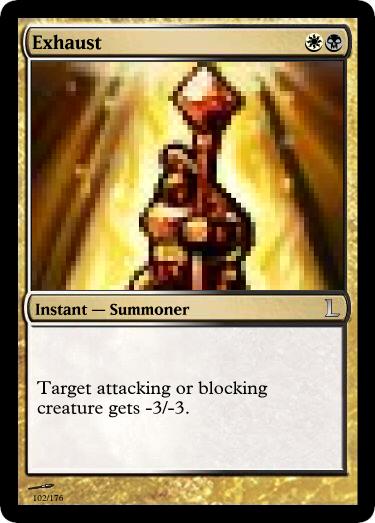 Exhaust
Instant — Summoner L
Target attacking or blocking
creature gets -3/-3.
102/176